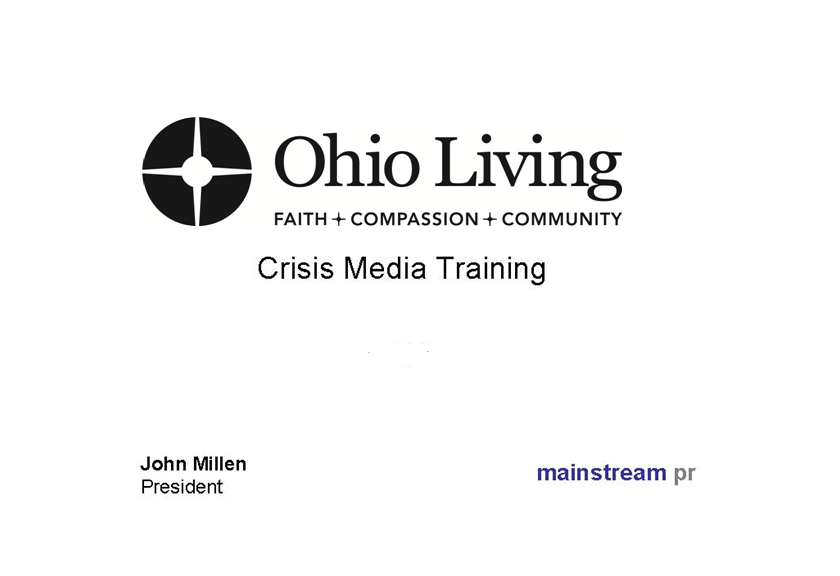 Ohio Living
FAITH + COMPASSION + COMMUNITY
Crisis Media Training
John Millen
President
mainstream pr